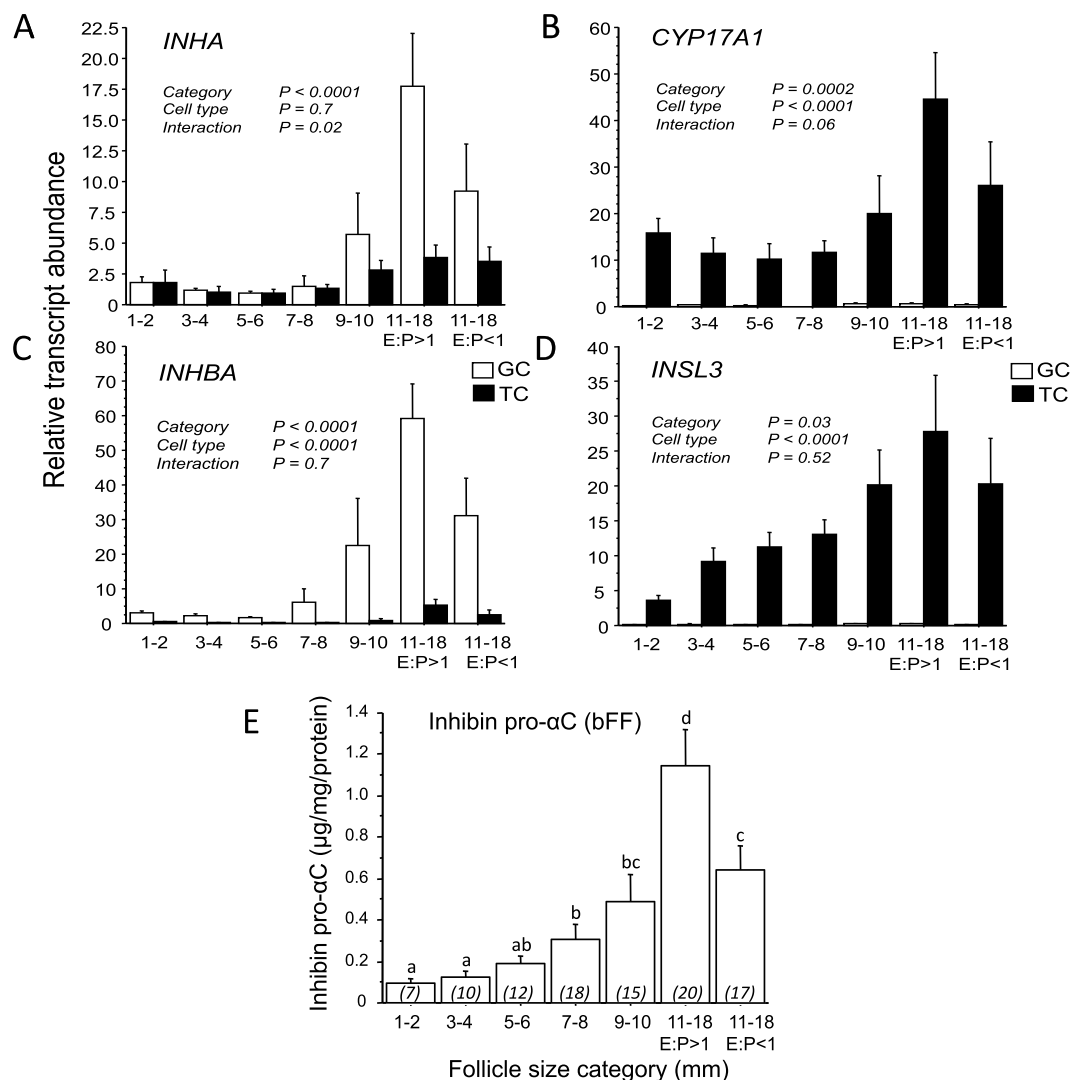 A
INHA
Category P < 0.0001
Cell type P = 0.7
Interaction P = 0.02
22.5
20.0
17.5
15.0
12.5
10.0
7.5
5.0
2.5
0
1-2 3-4 5-6 7-8 9-10 11-18 11-18
E:P>1 E:P<1
B
CYP17A1
Category P = 0.0002
Cell type P < 0.0001
Interaction P = 0.06
60
50
40
30
20
10
0
1-2 3-4 5-6 7-8 9-10 11-18 11-18
E:P>1 E:P<1
Relative transcript abundance
C
INHBA
GC
TC
Category P < 0.0001
Cell type P < 0.0001
Interaction P = 0.7
80
70
60
50
40
30
20
10
0
1-2 3-4 5-6 7-8 9-10 11-18 11-18
E:P>1 E:P<1
D
INSL3
GC
TC
Category P = 0.03
Cell type P < 0.0001
Interaction P = 0.52
40
35
30
25
20
15
10
5
0
1-2 3-4 5-6 7-8 9-10 11-18 11-18
E:P>1 E:P<1
E
Inhibin pro-αC (bFF)
Inhibin pro-αC (µg/mg/protein)
1.4
1.2
1.0
0.8
0.6
0.4
0.2
0
a a ab b bc d c
(7) (10) (12) (18) (15) (20) (17)
1-2 3-4 5-6 7-8 9-10 11-18 11-18
E:P>1 E:P<1
Follicle size category (mm)